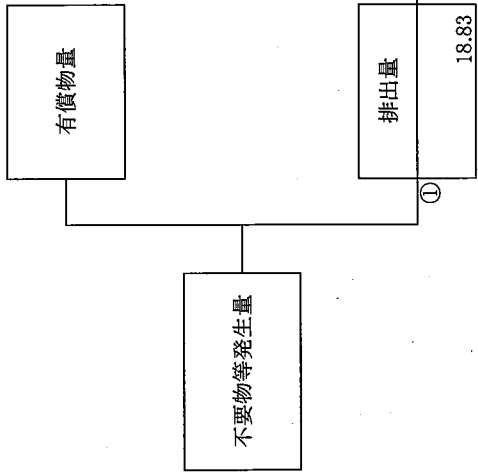 有償物量
不要物等発生量
①
排出量
18.83